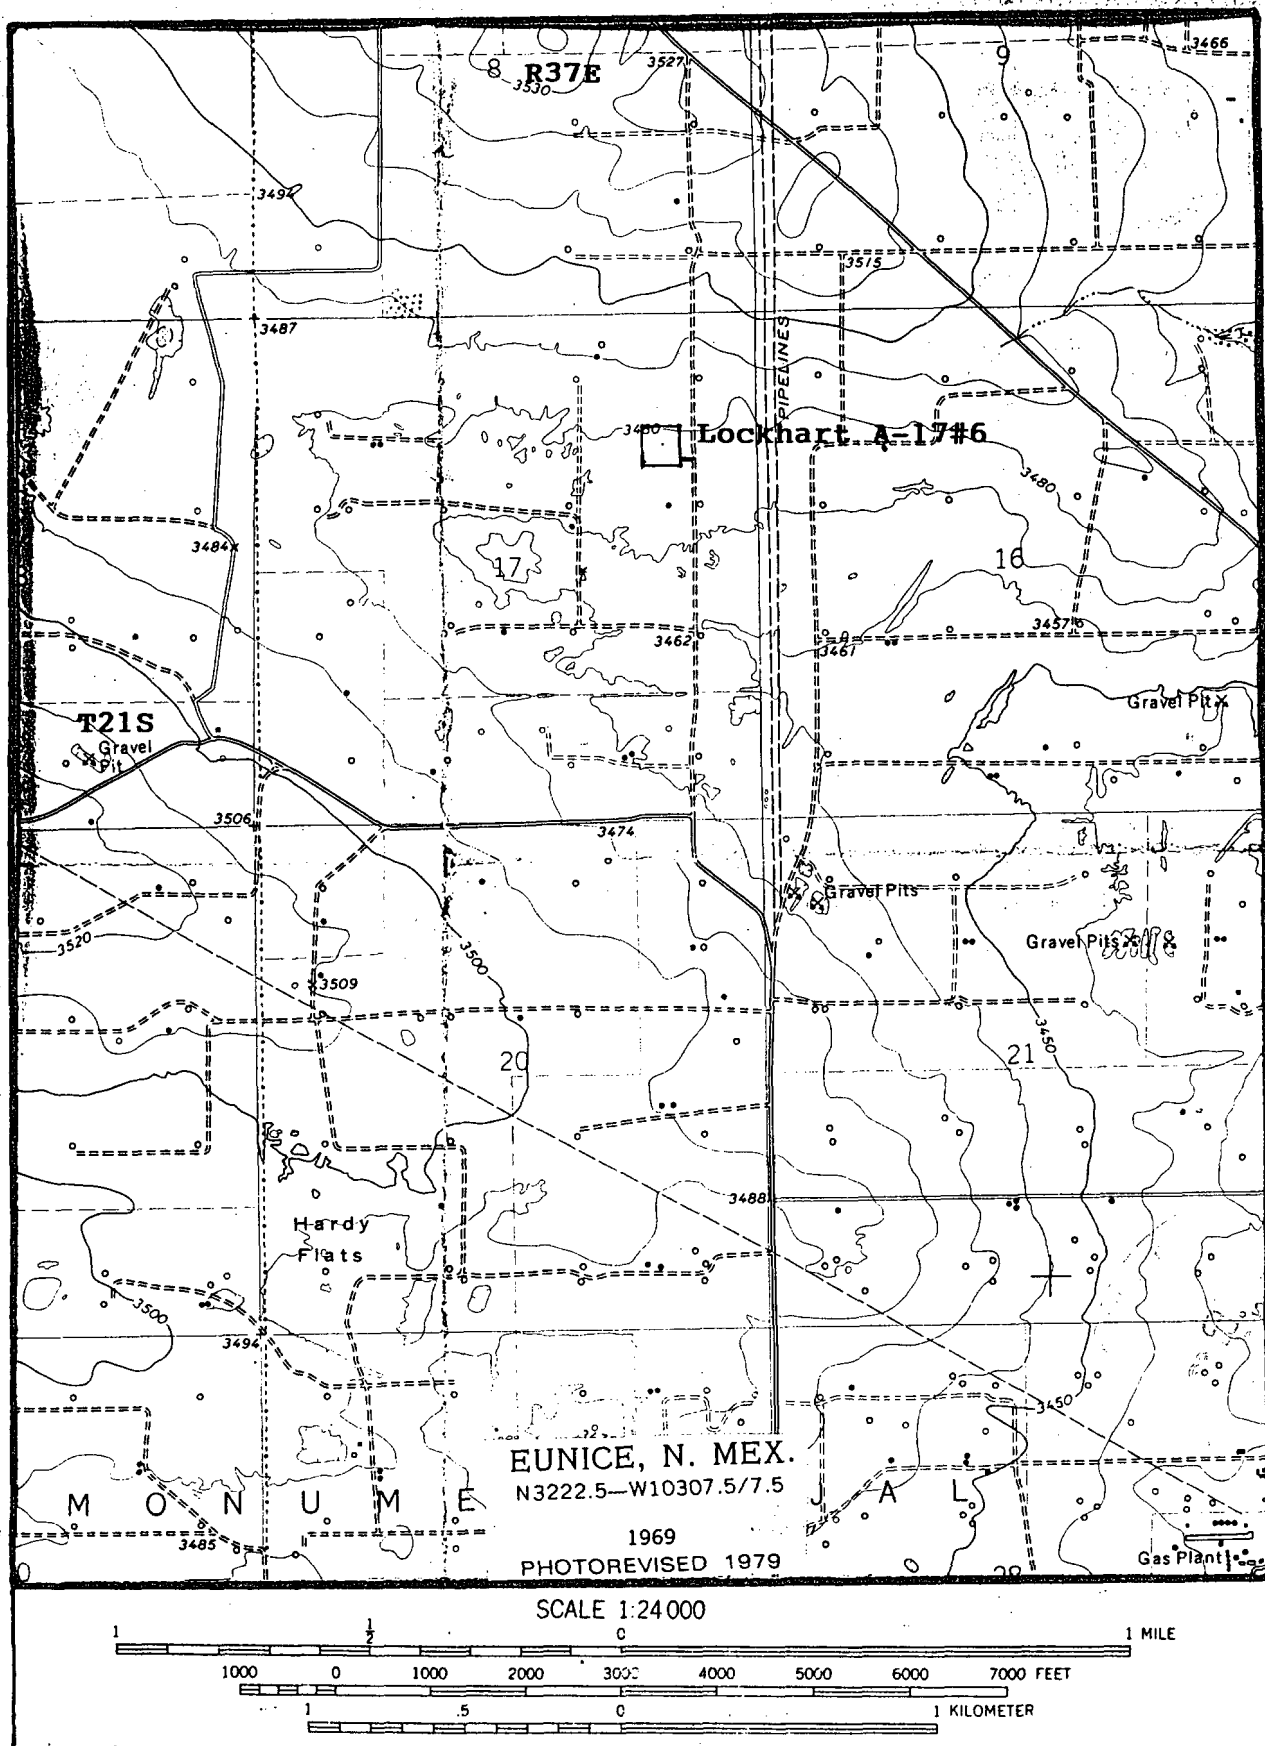 8 R37E
3530
3527
9
3466
3494
3515
3487
PIPELINES
3480
Lockhart A-17#6
3480
3484
17
16
3462
3457
3461
T21S
Gravel Pit
Gravel
Pit
3506
3474
Gravel Pits
3520
3500
Gravel Pits
3509
3450
20
21
3488
Hardy
Flats
3500
3494
3450
EUNICE, N. MEX.
N3222.5—W10307.5/7.5
M O N U M E
J A L
3485
1969
PHOTOREVISED 1979
Gas Plant
SCALE 1:24 000
1 1/2 0 1 MILE
1000 0 1000 2000 3000 4000 5000 6000 7000 FEET
1 .5 0 1 KILOMETER